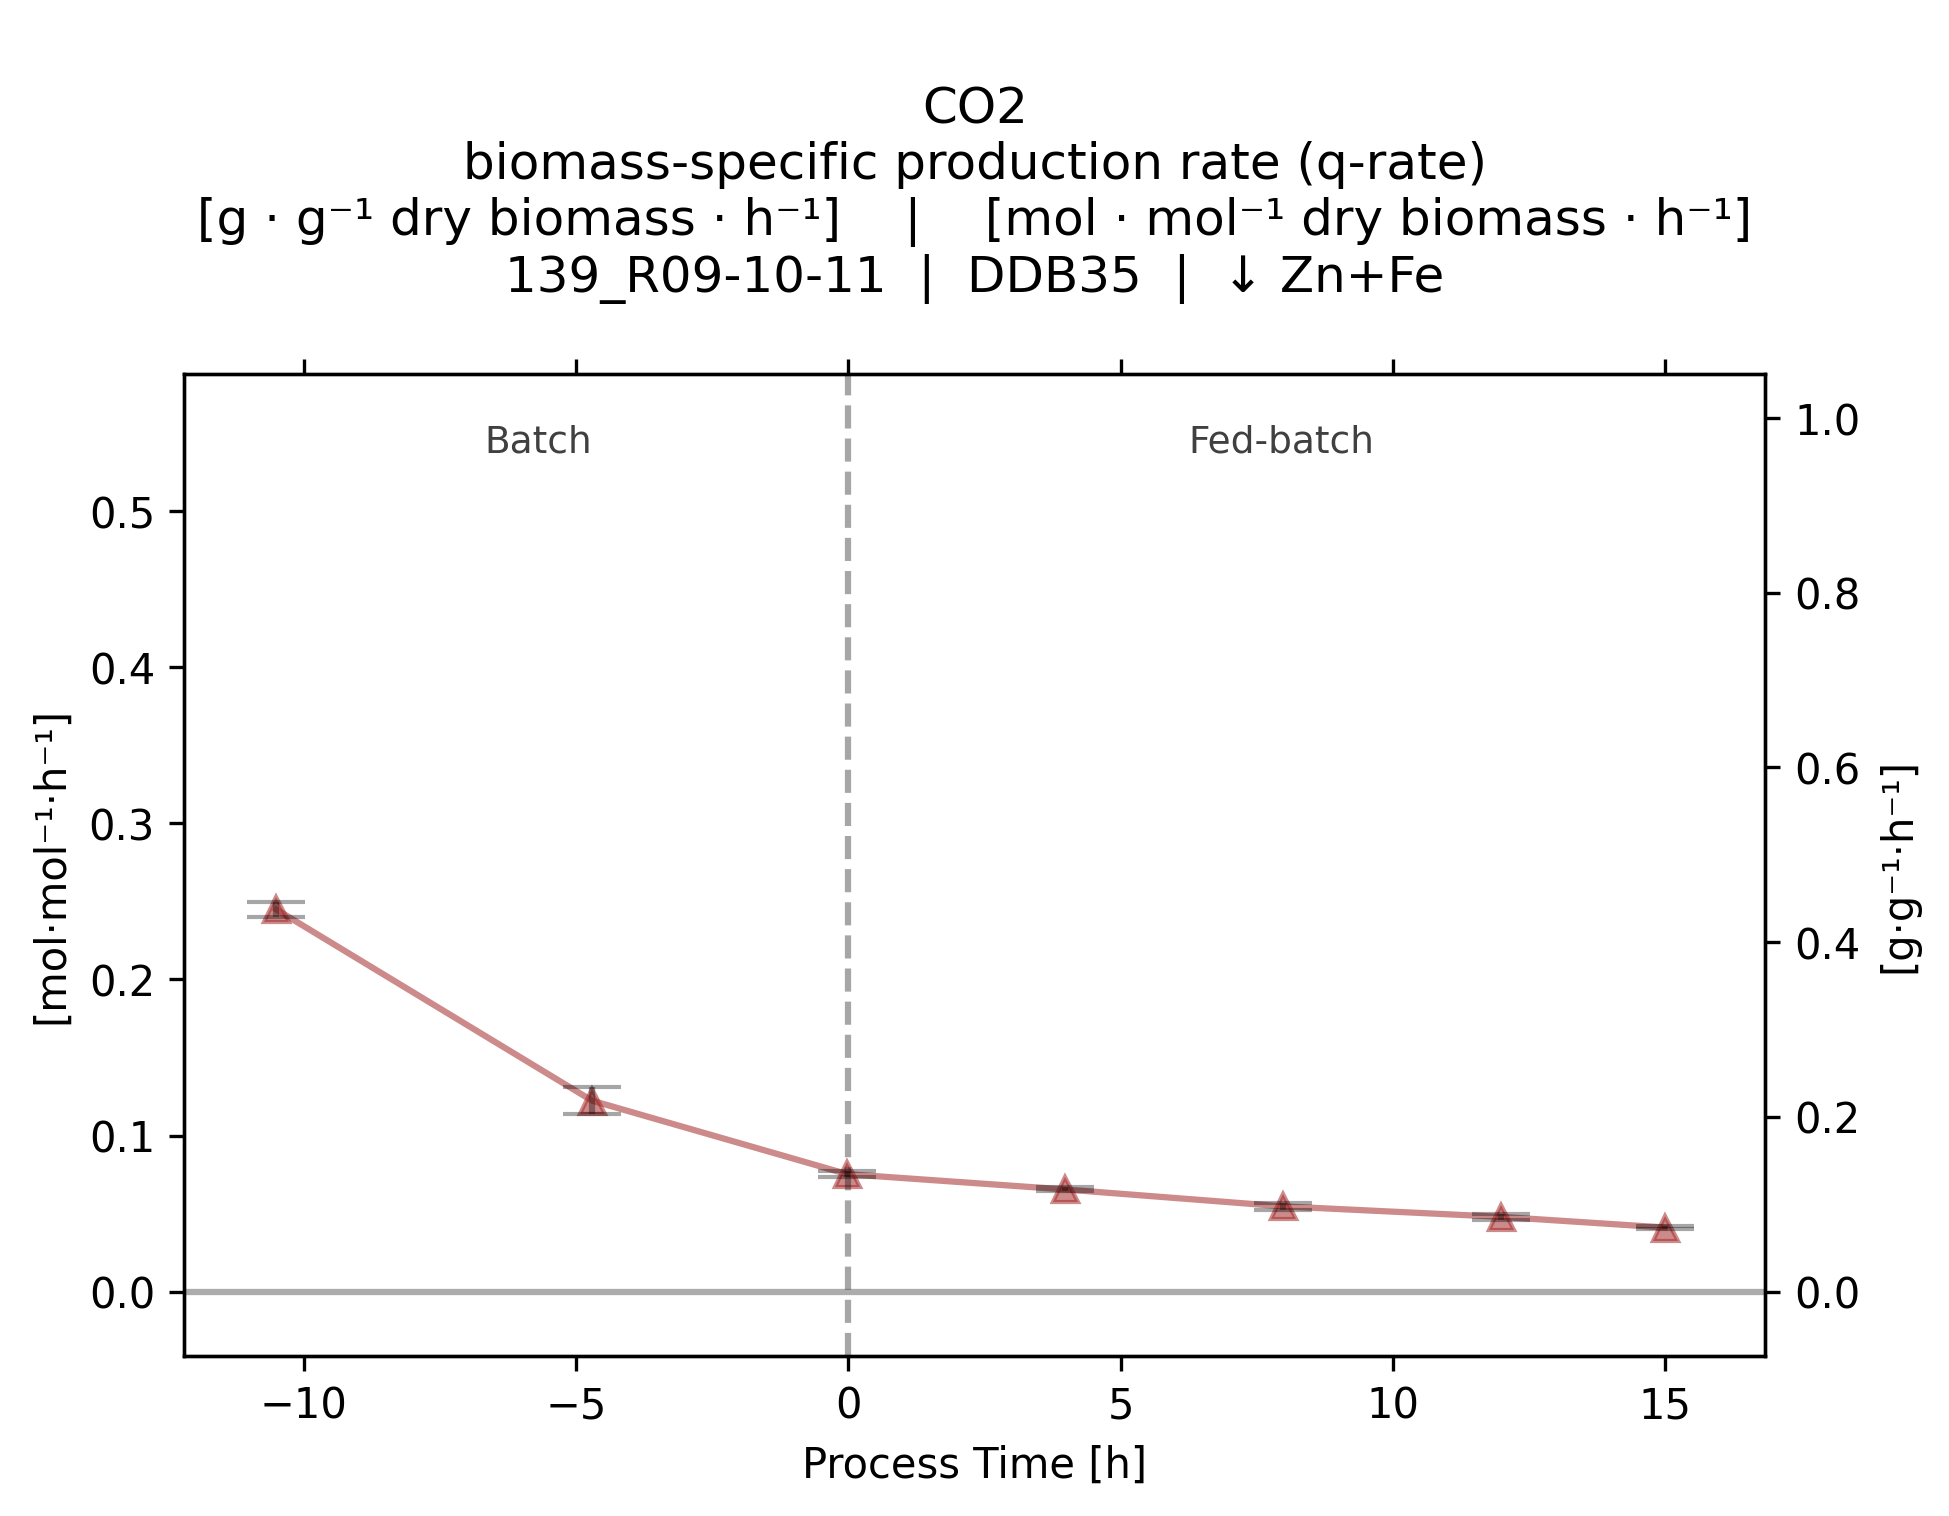 CO2
biomass-specific production rate (q-rate)
[g · g⁻¹ dry biomass · h⁻¹]    |    [mol · mol⁻¹ dry biomass · h⁻¹]
139_R09-10-11  |  DDB35  |  ↓ Zn+Fe
Batch
Fed-batch
0.5
0.4
0.3
0.2
0.1
0.0
[mol·mol⁻¹·h⁻¹]
1.0
0.8
0.6
0.4
0.2
0.0
[g·g⁻¹·h⁻¹]
−10
−5
0
5
10
15
Process Time [h]